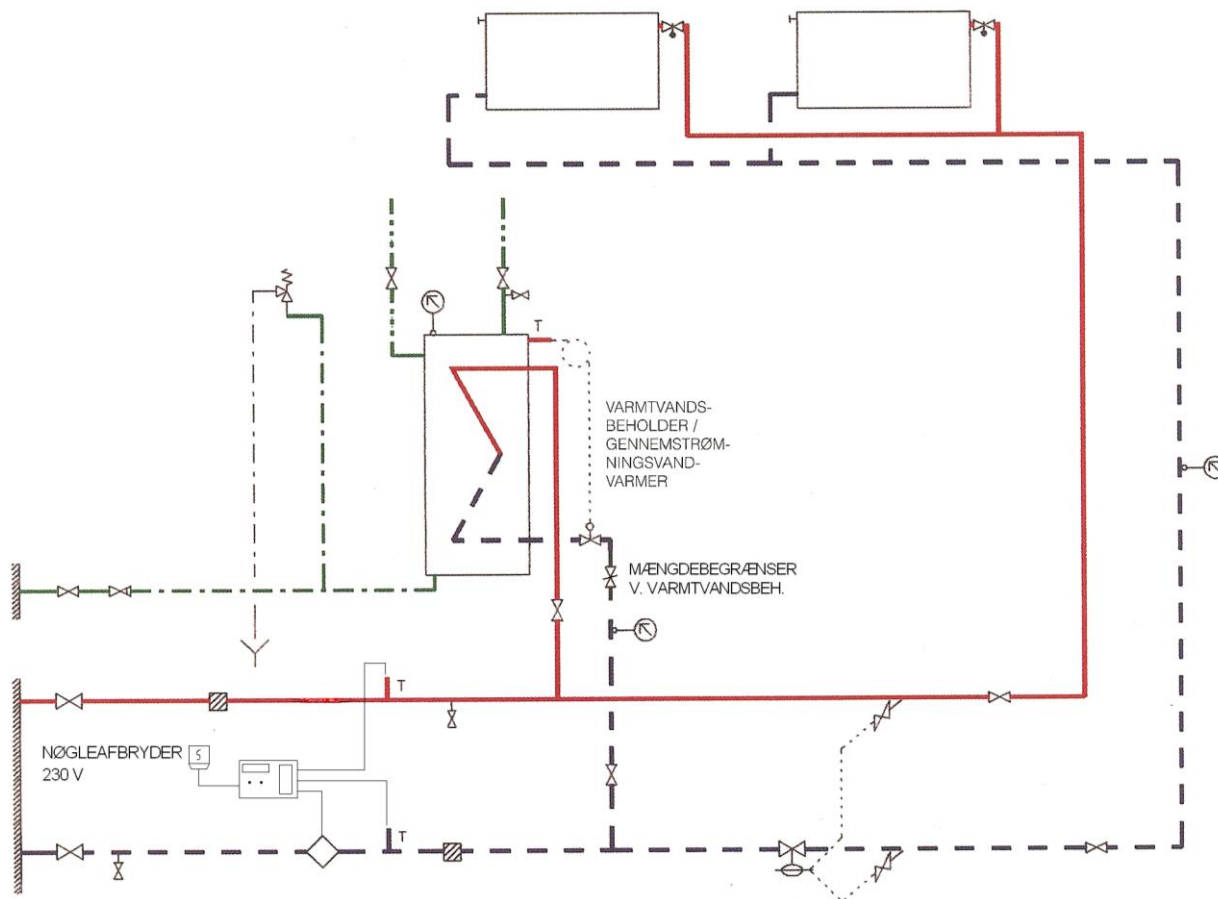 T
VARMTVANDS-
BEHOLDER /
GENNEMSTRØM-
NINGSVAND-
VARMER
MÆNGDEBEGRÆNSER
V. VARMTVANDSBEH.
T
NØGLEAFBRYDER
230 V
S
T